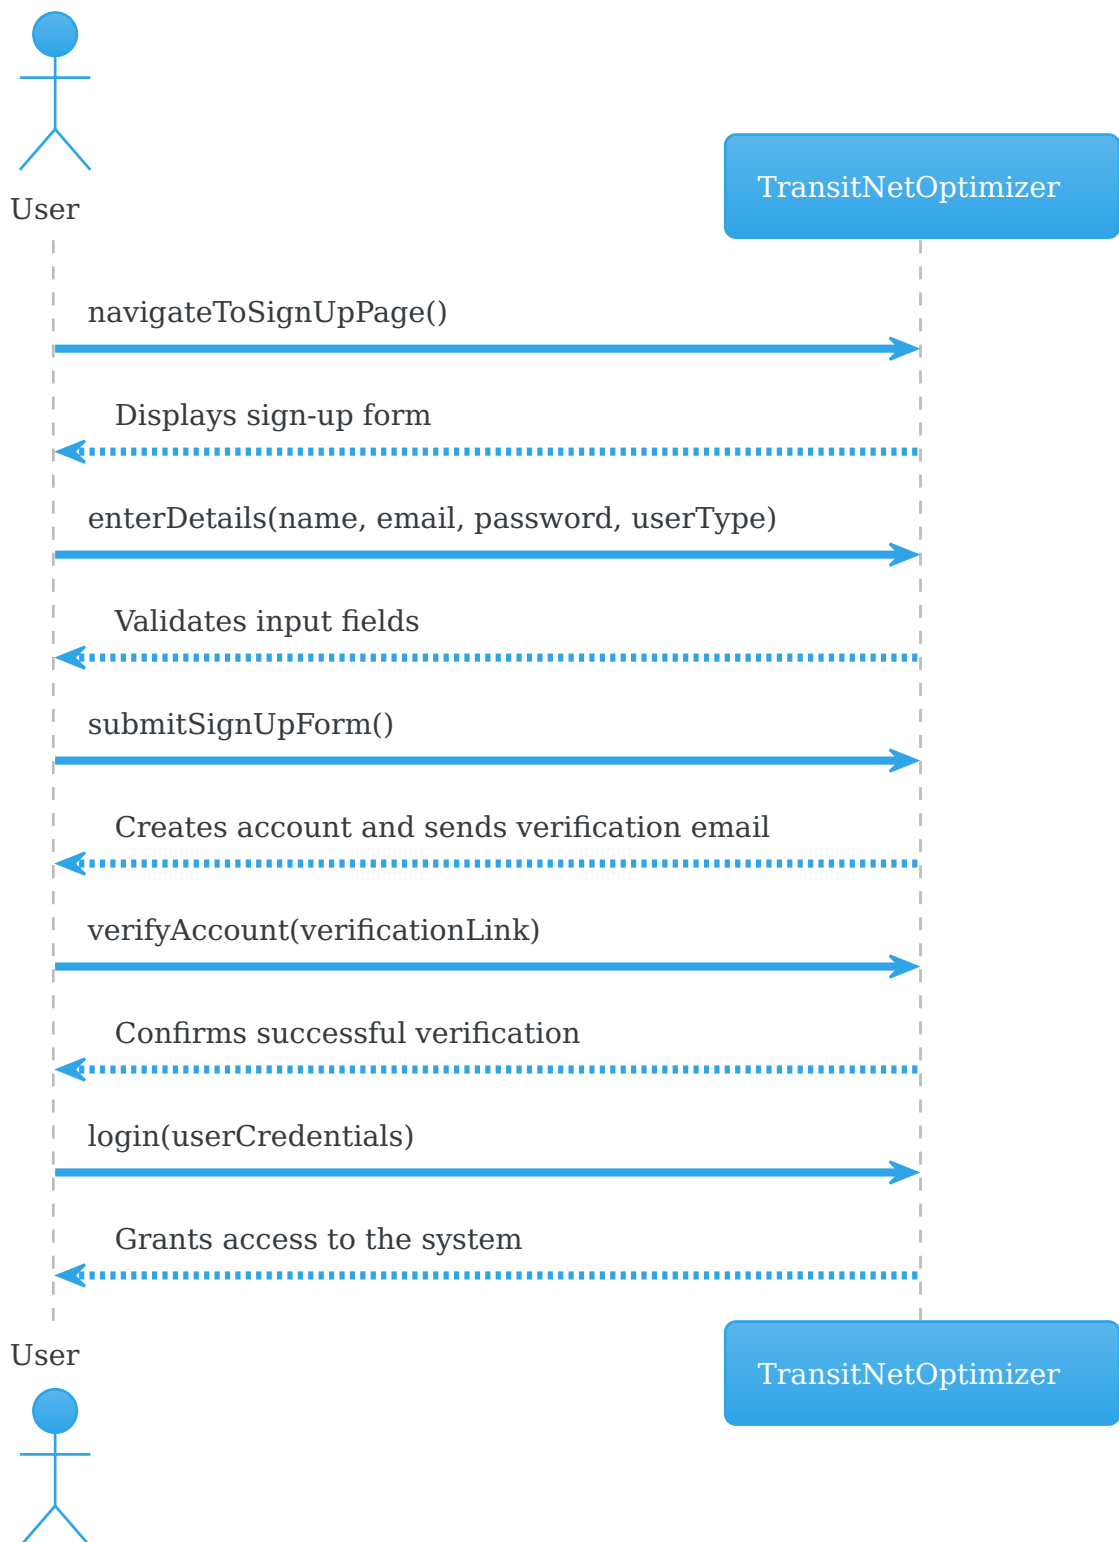 User
TransitNetOptimizer
navigateToSignUpPage()
Displays sign-up form
enterDetails(name, email, password, userType)
Validates input fields
submitSignUpForm()
Creates account and sends verification email
verifyAccount(verificationLink)
Confirms successful verification
login(userCredentials)
Grants access to the system
User
TransitNetOptimizer